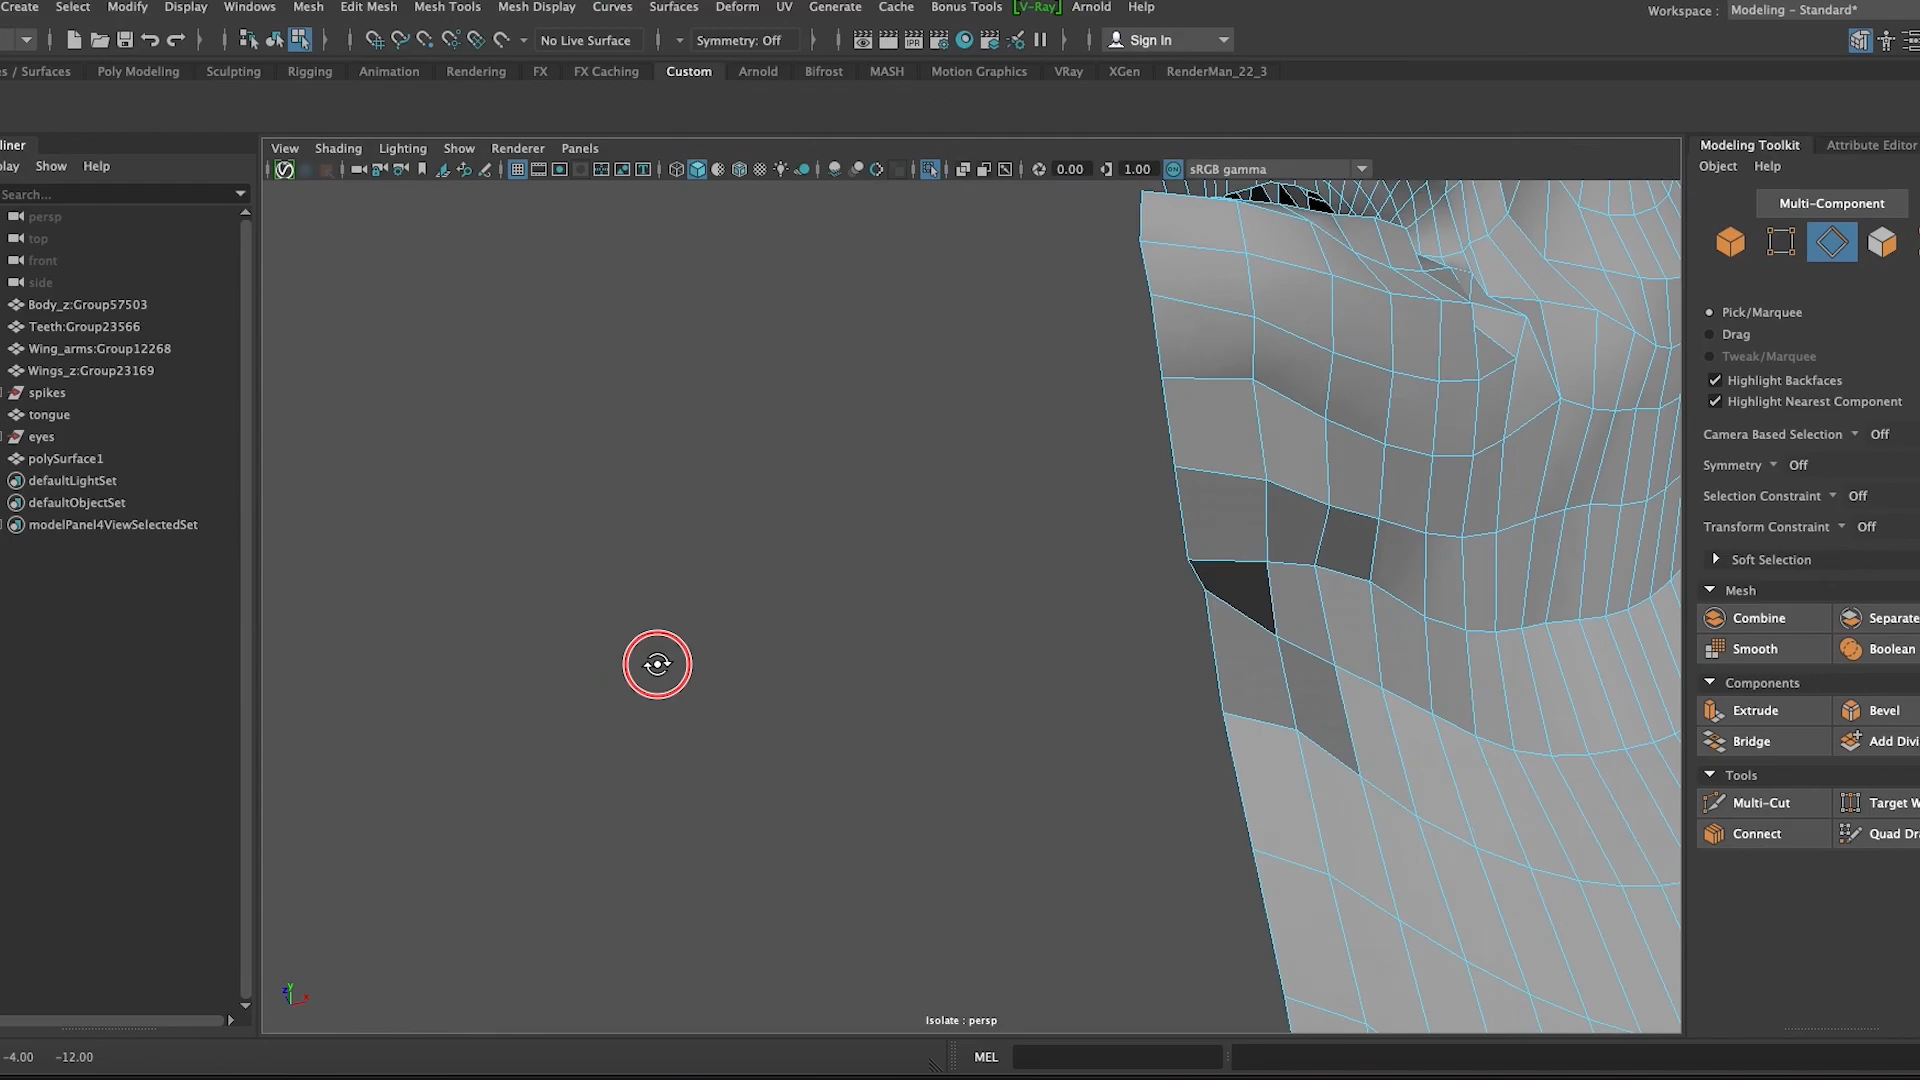 Create Select Modify Display Windows Mesh Edit Mesh Mesh Tools Mesh Display Curves Surfaces Deform UV Generate Cache Bonus Tools [V-Ray] Arnold Help
Workspace : Modeling - Standard*
No Live Surface Symmetry: Off IPR Sign In
s / Surfaces Poly Modeling Sculpting Rigging Animation Rendering FX FX Caching Custom Arnold Bifrost MASH Motion Graphics VRay XGen RenderMan_22_3
liner
play Show Help
Search...
persp
top
front
side
Body_z:Group57503
Teeth:Group23566
Wing_arms:Group12268
Wings_z:Group23169
spikes
tongue
eyes
polySurface1
defaultLightSet
defaultObjectSet
modelPanel4ViewSelectedSet
View Shading Lighting Show Renderer Panels
0.00 1.00 ON sRGB gamma
z y x
Isolate : persp
Modeling Toolkit Attribute Editor
Object Help
Multi-Component
Pick/Marquee
Drag
Tweak/Marquee
Highlight Backfaces
Highlight Nearest Component
Camera Based Selection Off
Symmetry Off
Selection Constraint Off
Transform Constraint Off
Soft Selection
Mesh
Combine Separate
Smooth Boolean
Components
Extrude Bevel
Bridge Add Divi
Tools
Multi-Cut Target W
Connect Quad Dra
-4.00 -12.00
MEL